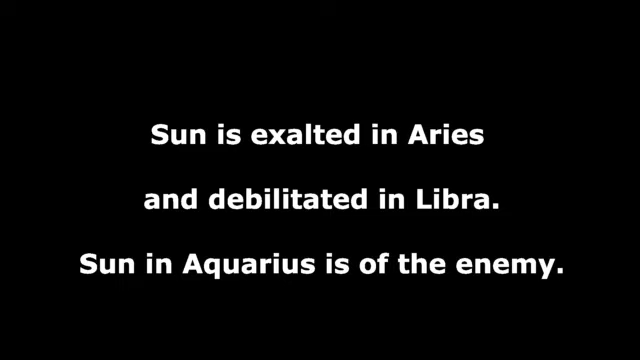 Sun is exalted in Aries
and debilitated in Libra.
Sun in Aquarius is of the enemy.